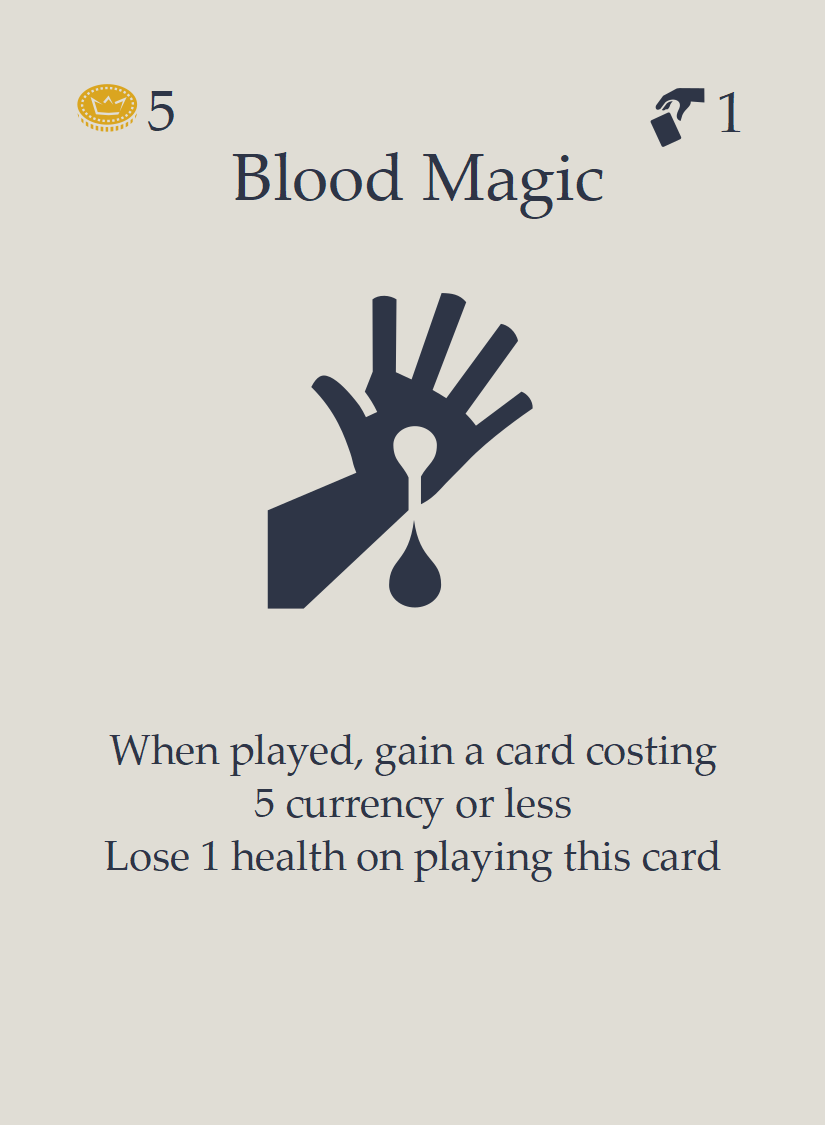 5
1
Blood Magic
When played, gain a card costing
5 currency or less
Lose 1 health on playing this card